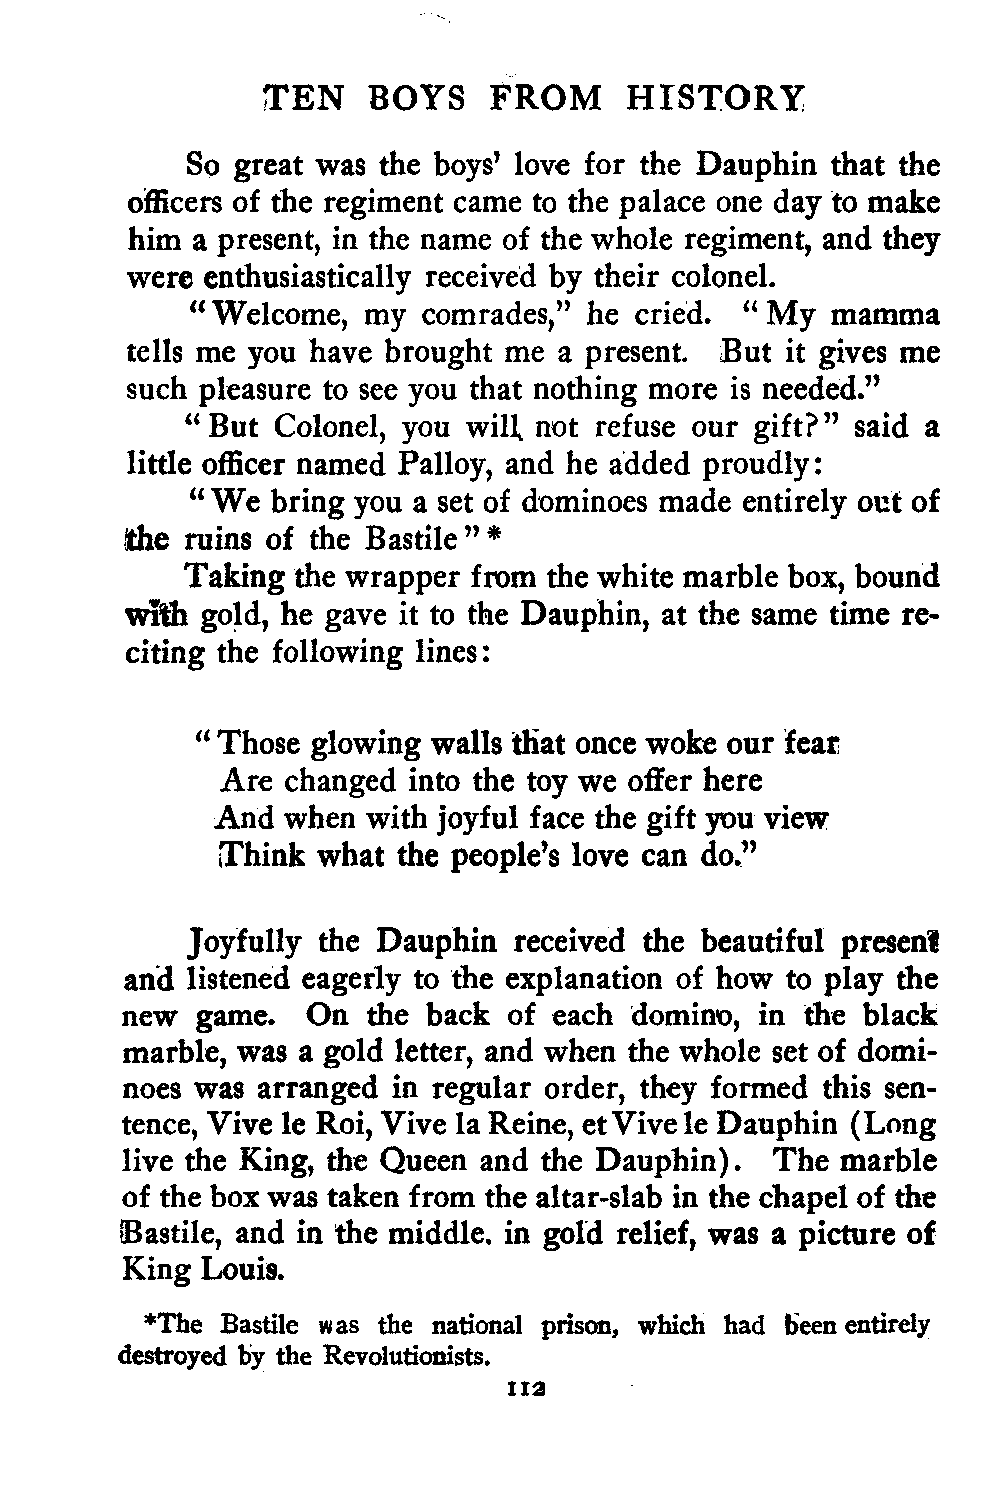 TEN BOYS FROM HISTORY
So great was the boys' love for the Dauphin that the
officers of the regiment came to the palace one day to make
him a present, in the name of the whole regiment, and they
were enthusiastically received by their colonel.
"Welcome, my comrades," he cried. "My mamma
tells me you have brought me a present. But it gives me
such pleasure to see you that nothing more is needed."
"But Colonel, you will not refuse our gift?" said a
little officer named Palloy, and he added proudly:
"We bring you a set of dominoes made entirely out of
the ruins of the Bastile"*
Taking the wrapper from the white marble box, bound
with gold, he gave it to the Dauphin, at the same time re-
citing the following lines:
"Those glowing walls that once woke our fear
Are changed into the toy we offer here
And when with joyful face the gift you view
Think what the people's love can do."
Joyfully the Dauphin received the beautiful present
and listened eagerly to the explanation of how to play the
new game. On the back of each domino, in the black
marble, was a gold letter, and when the whole set of domi-
noes was arranged in regular order, they formed this sen-
tence, Vive le Roi, Vive la Reine, et Vive le Dauphin (Long
live the King, the Queen and the Dauphin). The marble
of the box was taken from the altar-slab in the chapel of the
Bastile, and in the middle. in gold relief, was a picture of
King Louis.
*The Bastile was the national prison, which had been entirely
destroyed by the Revolutionists.
112